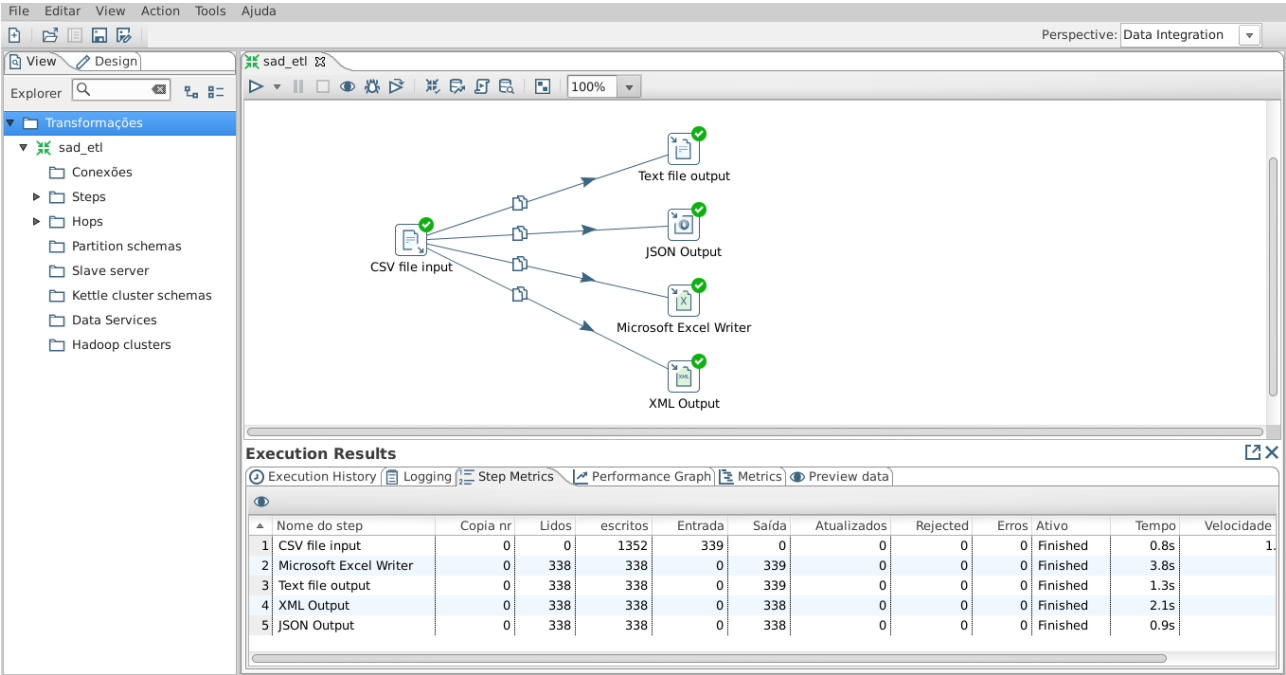 File Editar View Action Tools Ajuda
Perspective: Data Integration
View Design
sad_etl
Explorer
100%
Transformações
sad_etl
Conexões
Steps
Hops
Partition schemas
Slave server
Kettle cluster schemas
Data Services
Hadoop clusters
Text file output
JSON Output
CSV file input
Microsoft Excel Writer
XML Output
Execution Results
Execution History Logging Step Metrics Performance Graph Metrics Preview data
Nome do step Copia nr Lidos escritos Entrada Saída Atualizados Rejected Erros Ativo Tempo Velocidade
1 CSV file input 0 0 1352 339 0 0 0 0 Finished 0.8s 1.
2 Microsoft Excel Writer 0 338 338 0 339 0 0 0 Finished 3.8s
3 Text file output 0 338 338 0 339 0 0 0 Finished 1.3s
4 XML Output 0 338 338 0 338 0 0 0 Finished 2.1s
5 JSON Output 0 338 338 0 338 0 0 0 Finished 0.9s